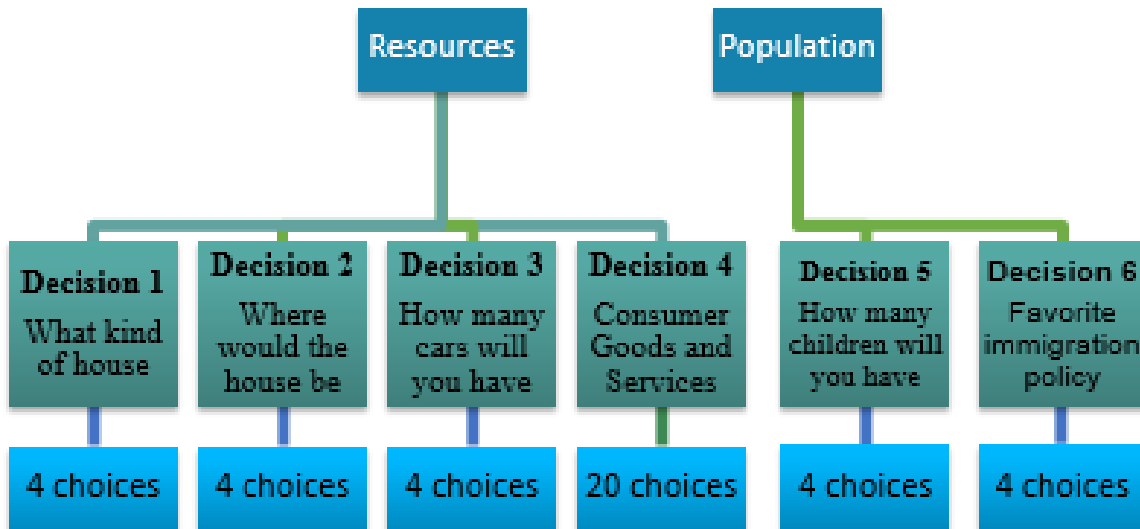 Resources
Population
Decision 1
What kind
of house
Decision 2
Where
would the
house be
Decision 3
How many
cars will
you have
Decision 4
Consumer
Goods and
Services
Decision 5
How many
children will
you have
Decision 6
Favorite
immigration
policy
4 choices
4 choices
4 choices
20 choices
4 choices
4 choices